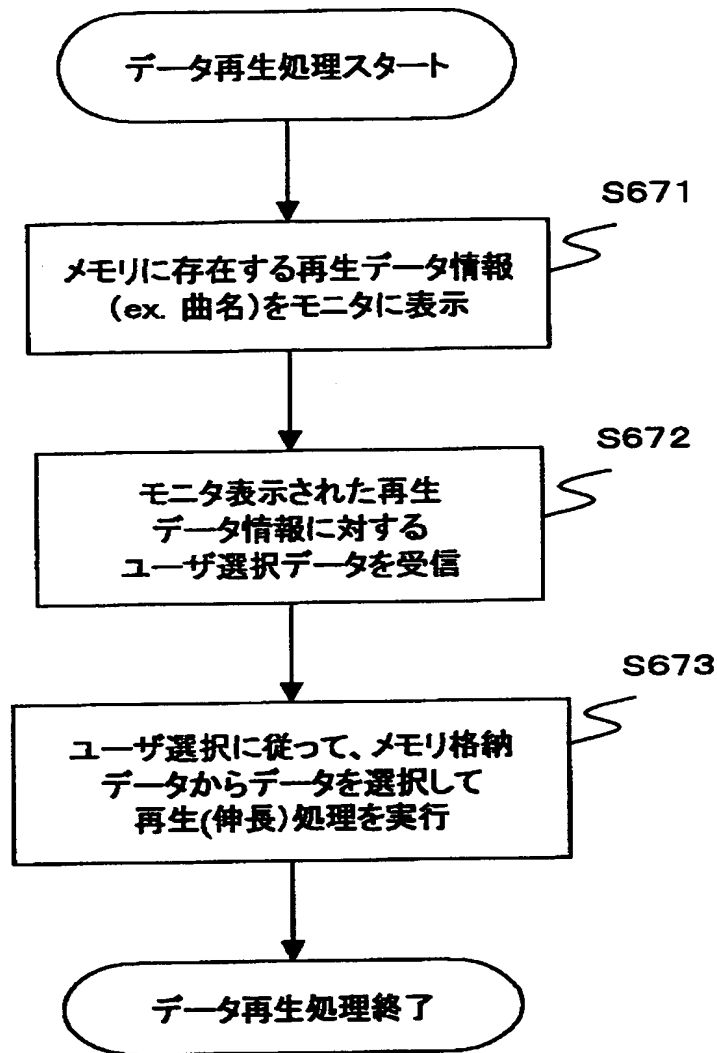 データ再生処理スタート
S671
メモリに存在する再生データ情報
(ex. 曲名)をモニタに表示
S672
モニタ表示された再生
データ情報に対する
ユーザ選択データを受信
S673
ユーザ選択に従って、メモリ格納
データからデータを選択して
再生(伸長)処理を実行
データ再生処理終了